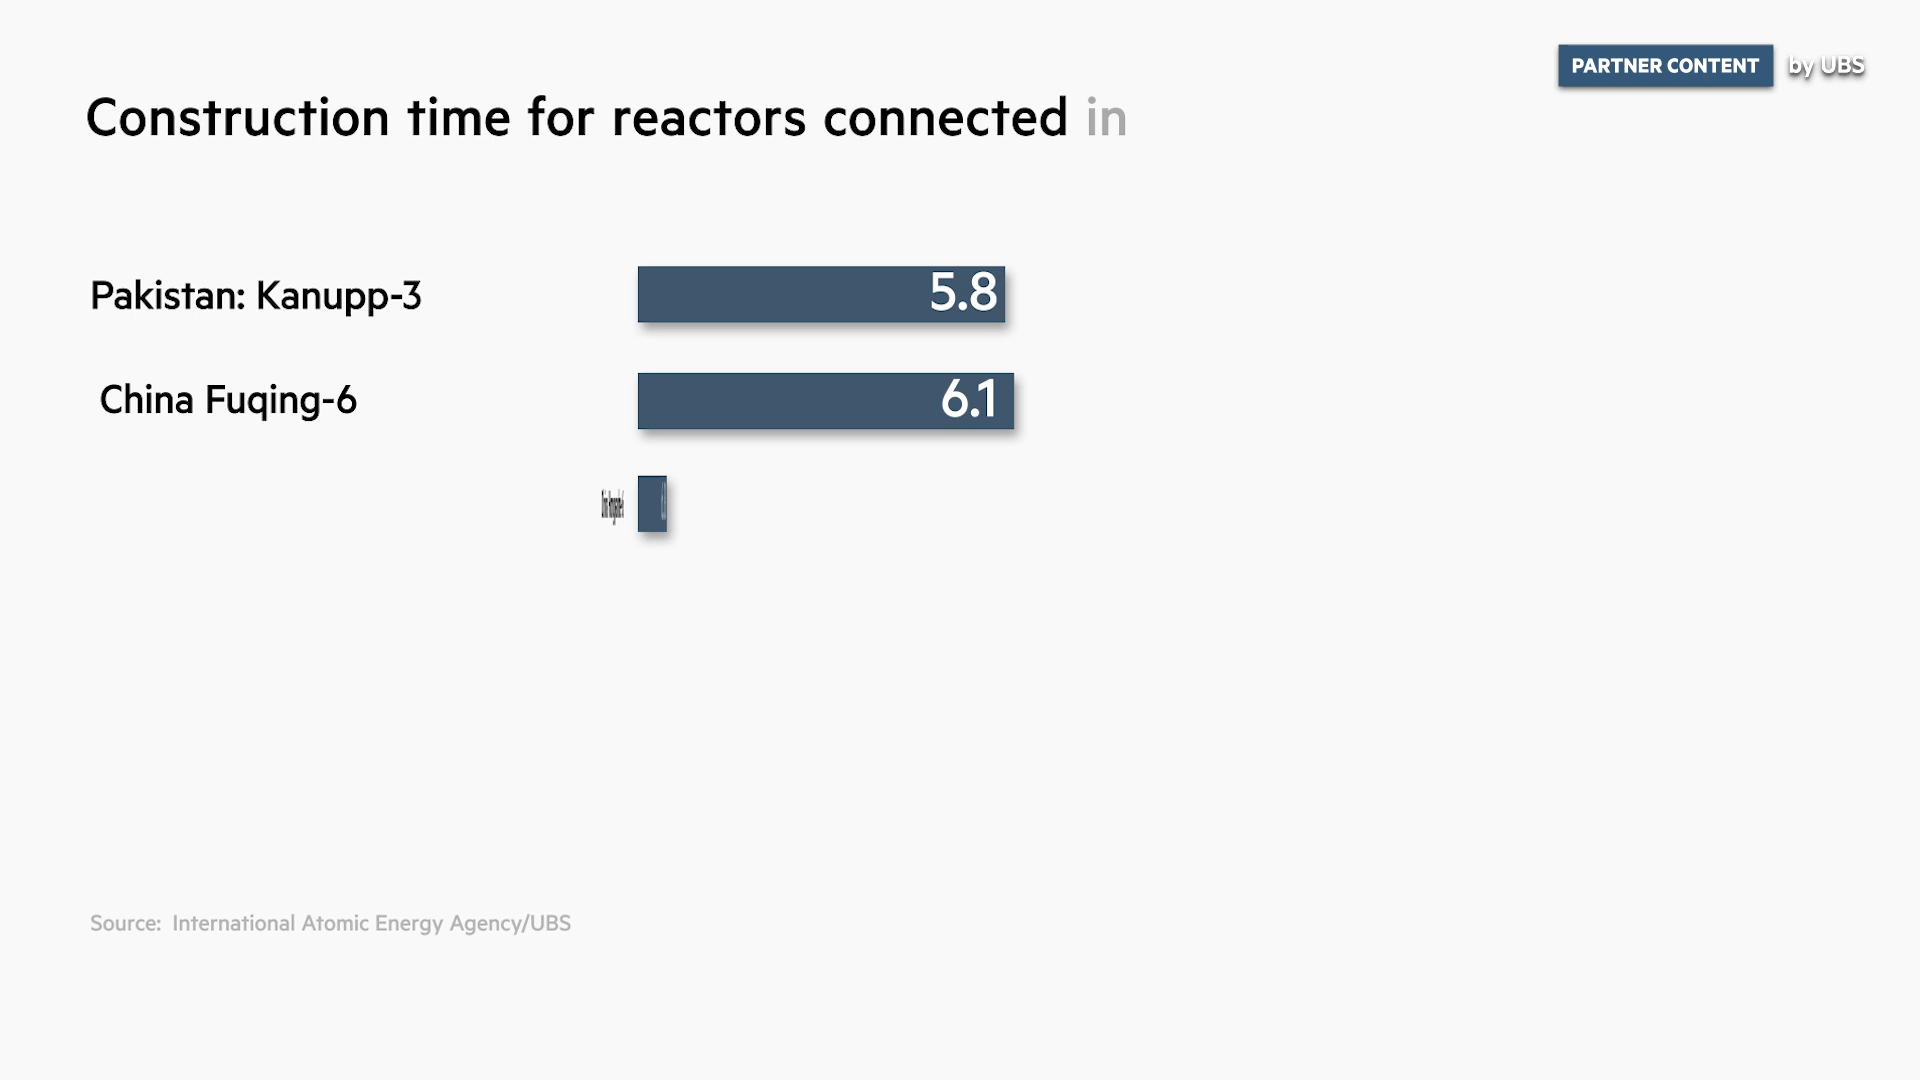 PARTNER CONTENT by UBS
Construction time for reactors connected in
Pakistan: Kanupp-3
5.8
China Fuqing-6
6.1
Source: International Atomic Energy Agency/UBS